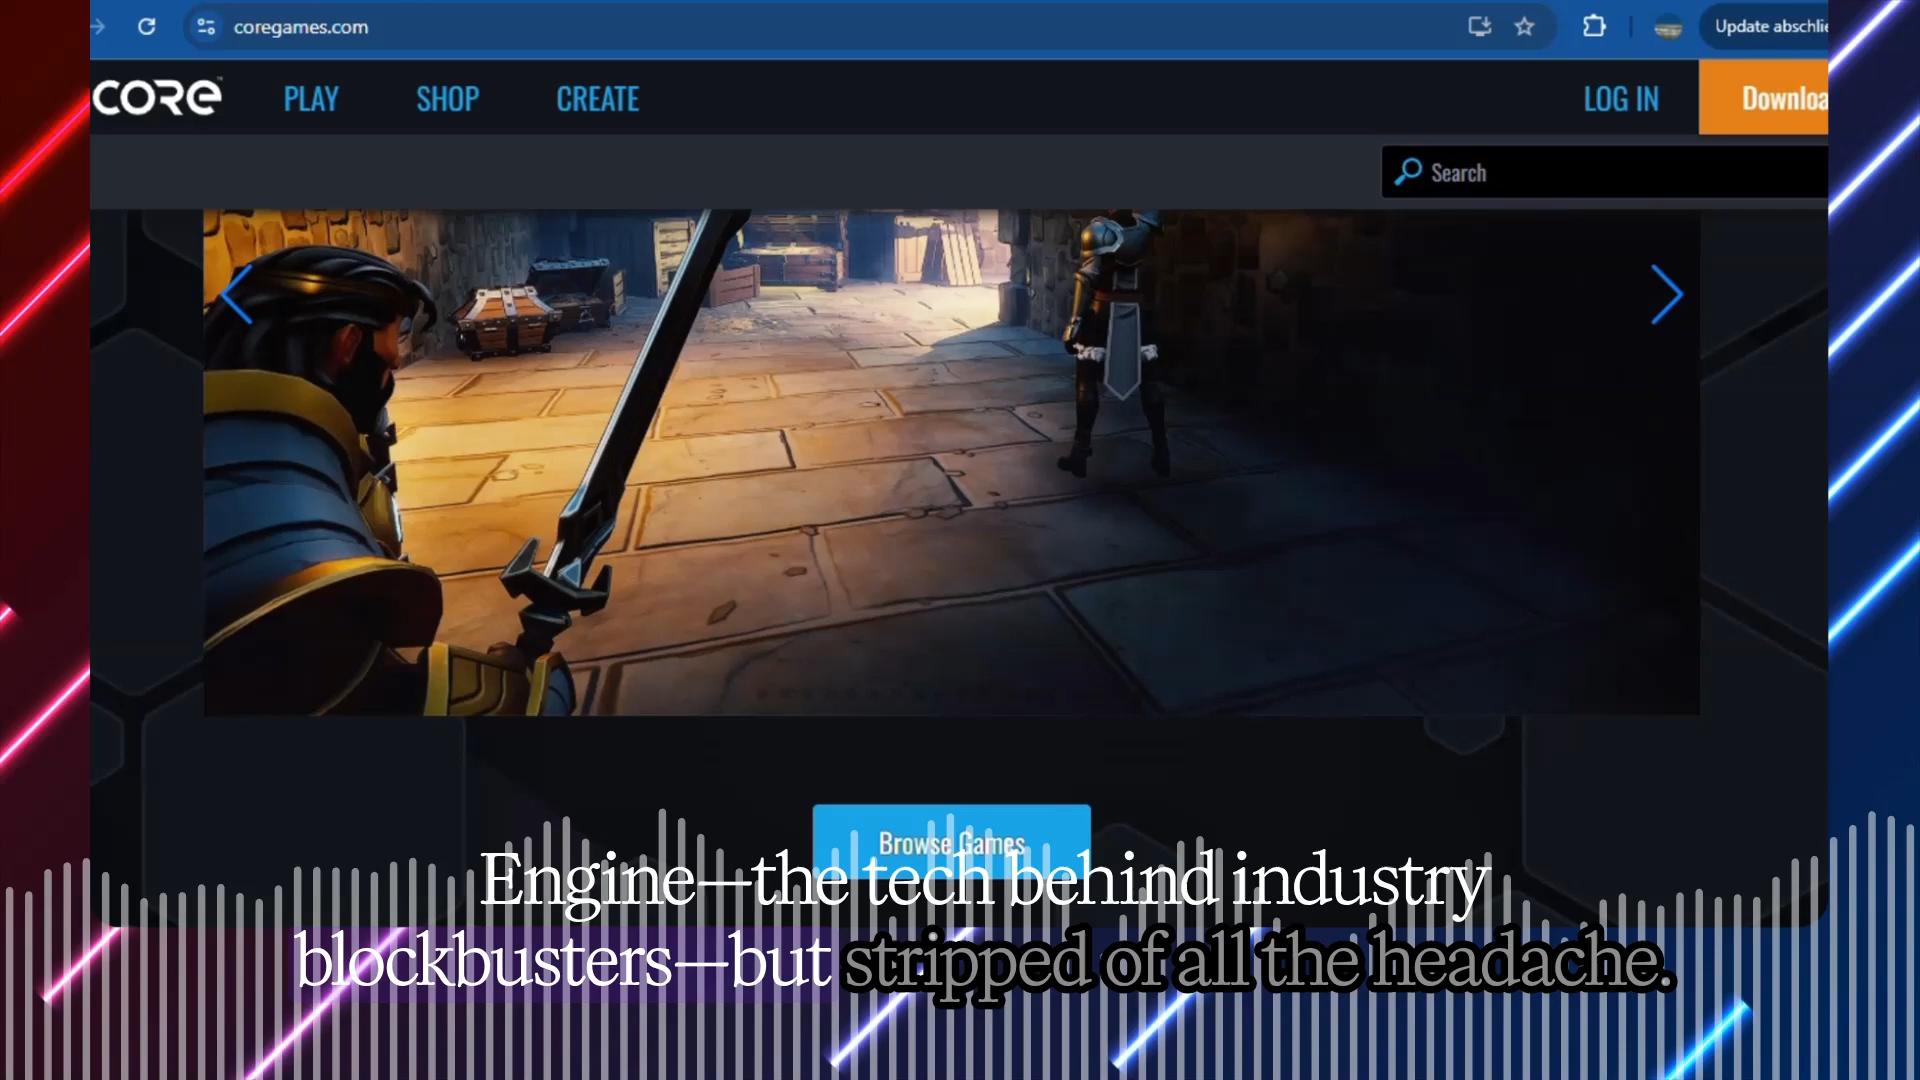 coregames.com
Update abschlie
CORE
PLAY
SHOP
CREATE
LOG IN
Downloa
Search
Browse Games
Engine—the tech behind industry
blockbusters—but stripped of all the headache.